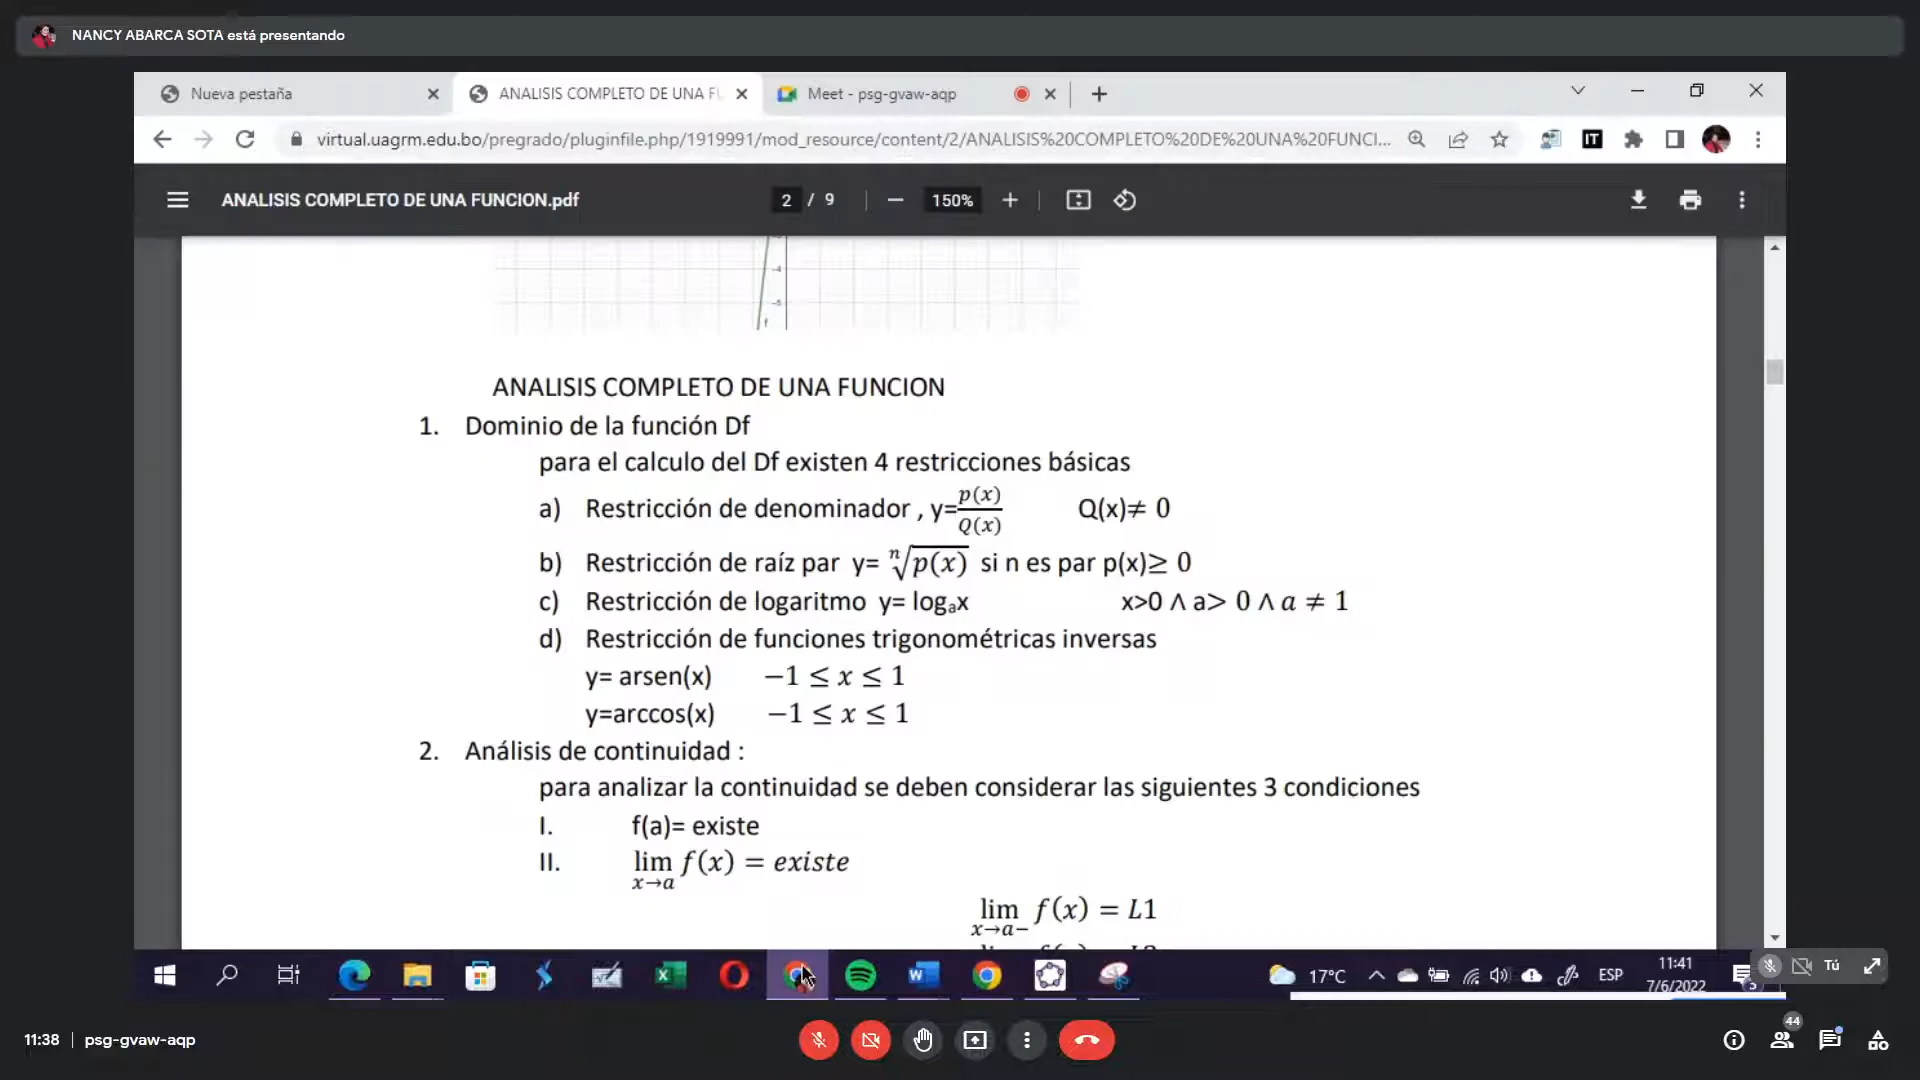 NANCY ABARCA SOTA está presentando
Nueva pestaña
ANALISIS COMPLETO DE UNA FU
Meet - psg-gvaw-aqp
virtual.uagrm.edu.bo/pregrado/pluginfile.php/1919991/mod_resource/content/2/ANALISIS%20COMPLETO%20DE%20UNA%20FUNCI...
IT
ANALISIS COMPLETO DE UNA FUNCION.pdf
2 / 9
150%
-4
-5
f
ANALISIS COMPLETO DE UNA FUNCION
1. Dominio de la función Df
para el calculo del Df existen 4 restricciones básicas
a) Restricción de denominador , y=p(x)/Q(x) Q(x)≠ 0
b) Restricción de raíz par y= ⁿ√p(x) si n es par p(x)≥ 0
c) Restricción de logaritmo y= logₐx x>0 ∧ a> 0 ∧ a ≠ 1
d) Restricción de funciones trigonométricas inversas
y= arsen(x) −1 ≤ x ≤ 1
y=arccos(x) −1 ≤ x ≤ 1
2. Análisis de continuidad :
para analizar la continuidad se deben considerar las siguientes 3 condiciones
I. f(a)= existe
II. lim x→a f(x) = existe
lim x→a− f(x) = L1
17°C
ESP
11:41
7/6/2022
5
Tú
11:38 | psg-gvaw-aqp
44